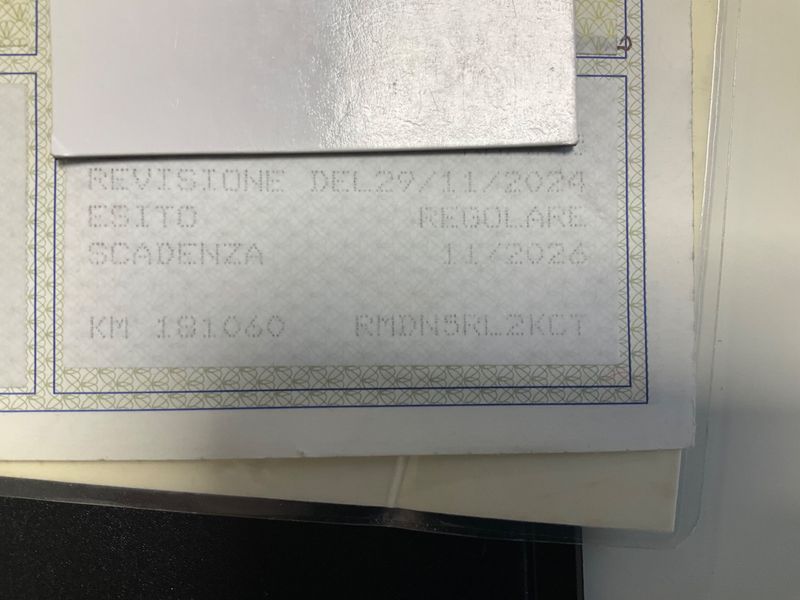 REVISIONE DEL29/11/2024
ESITO REGOLARE
SCADENZA 11/2026
KM 181060 RMDN5RL2KCT